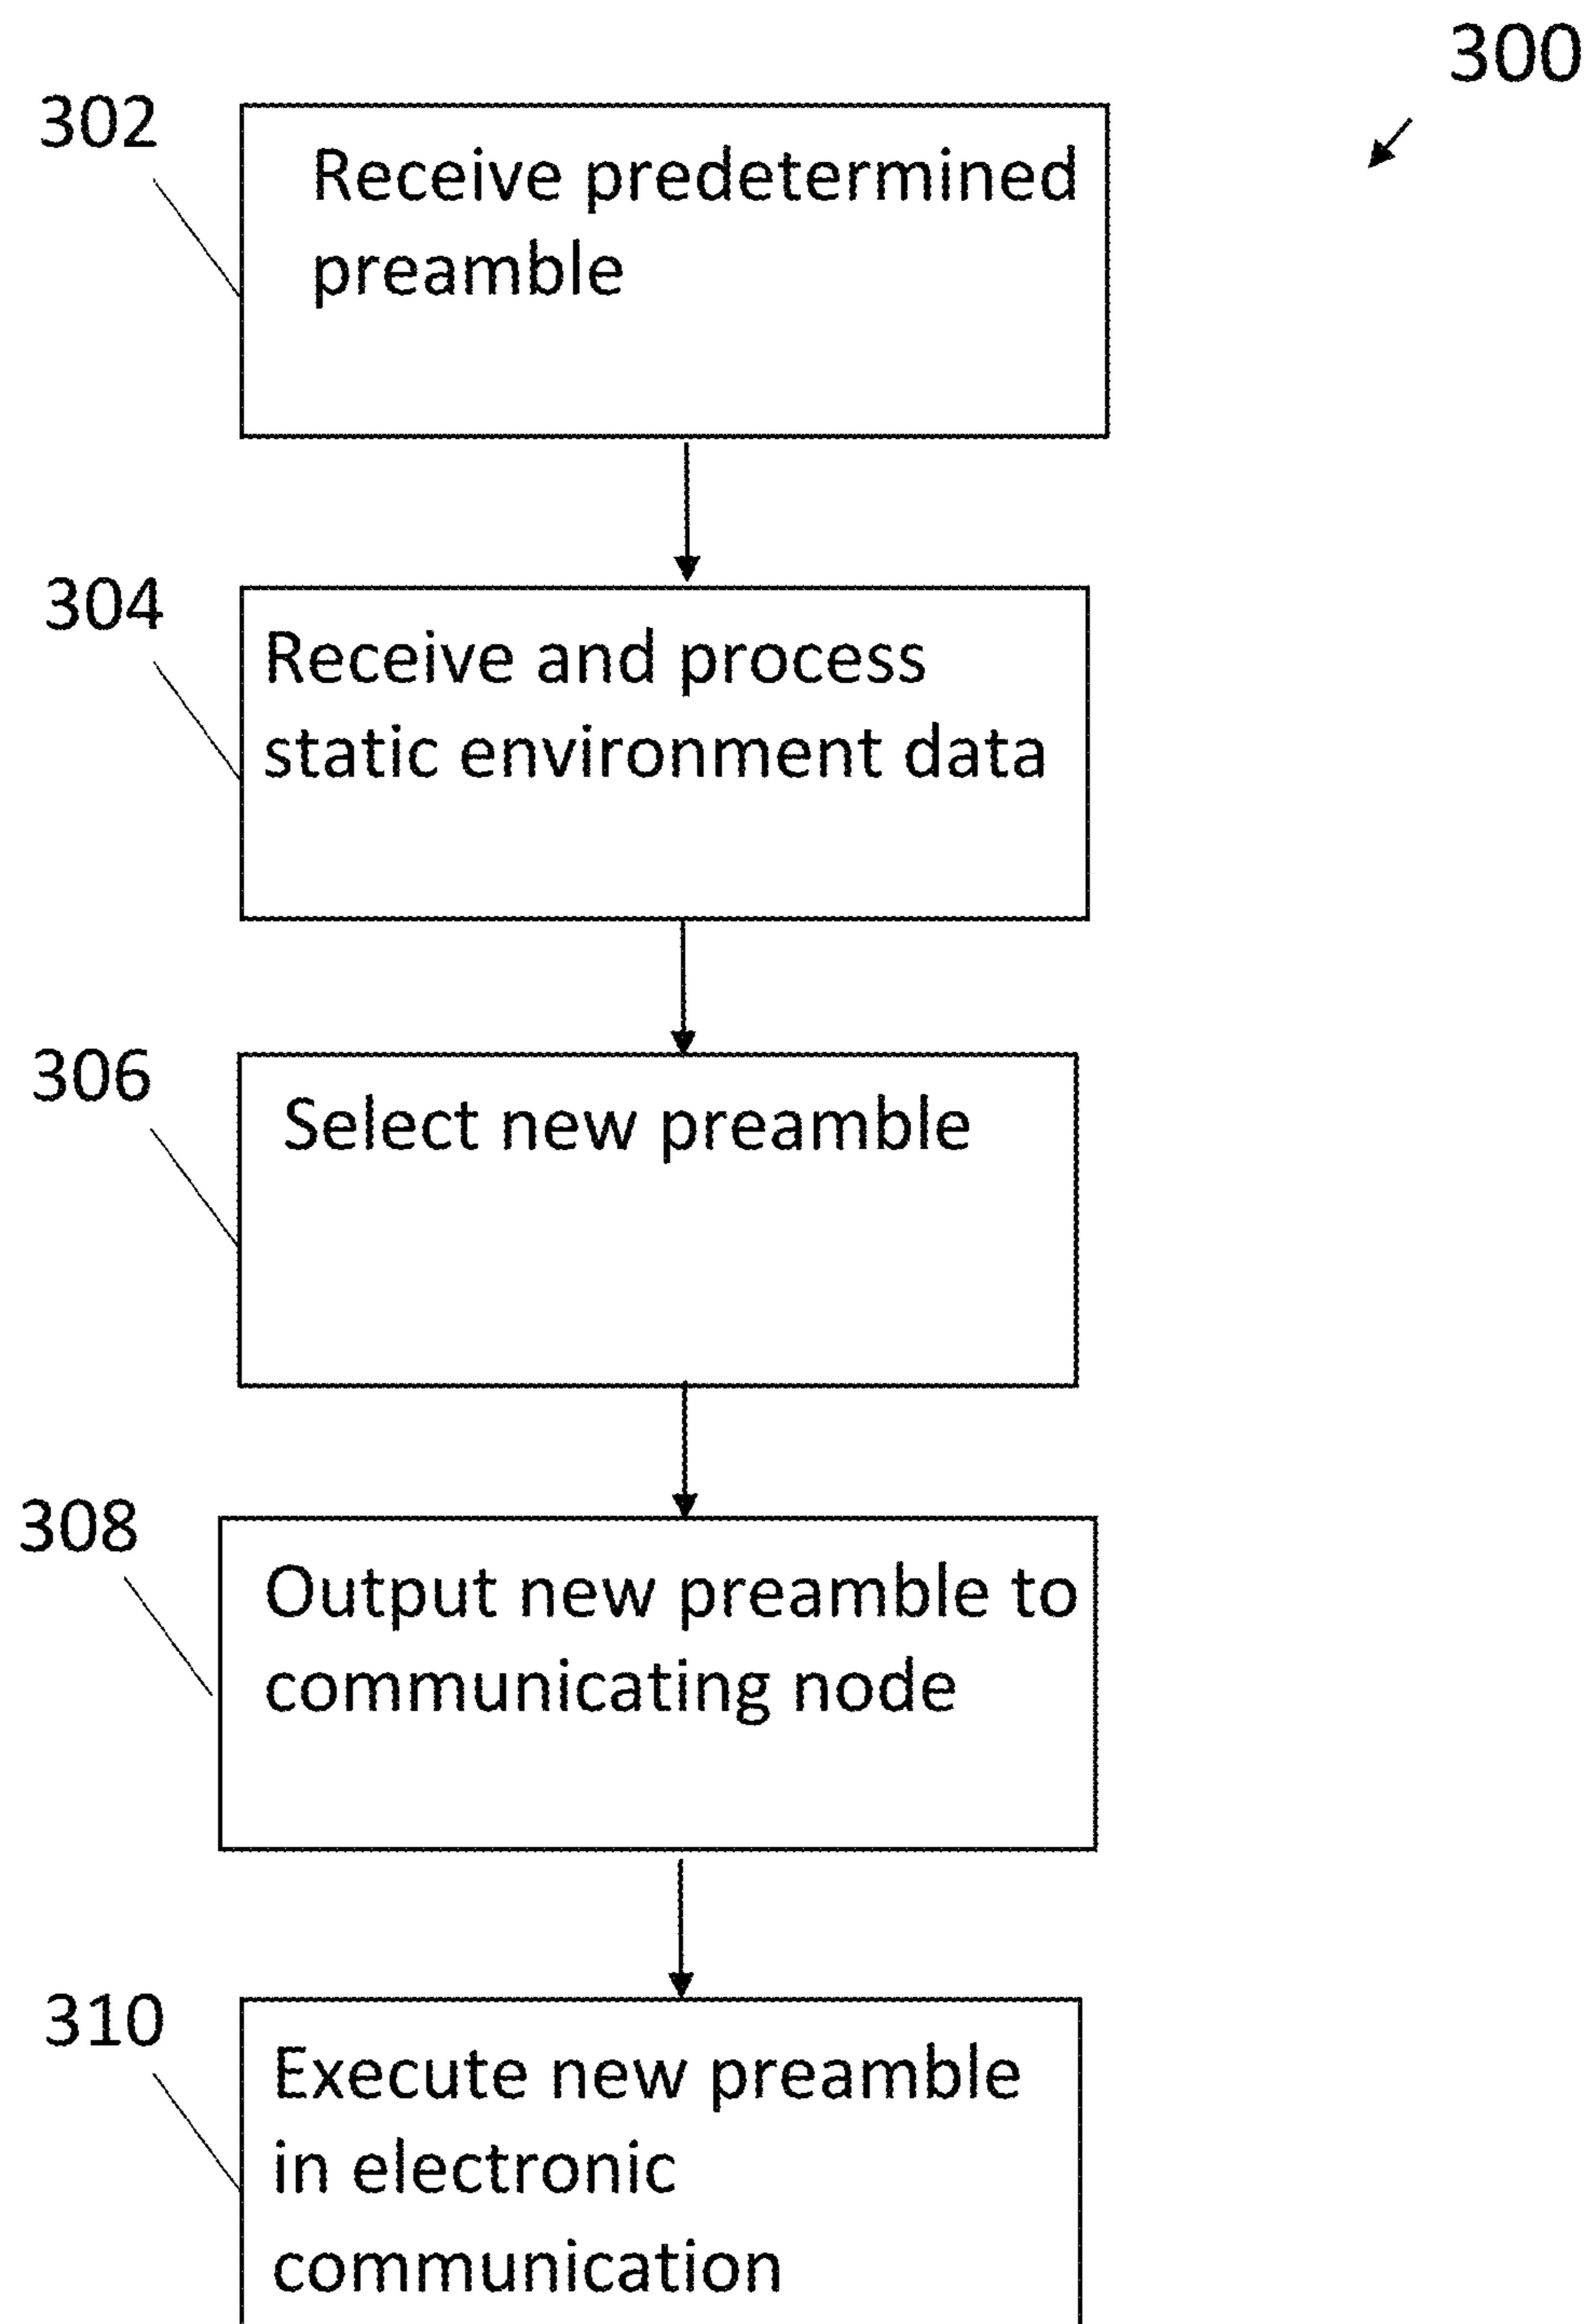 300
302
Receive predetermined
preamble
304
Receive and process
static environment data
306
Select new preamble
308
Output new preamble to
communicating node
310
Execute new preamble
in electronic
communication